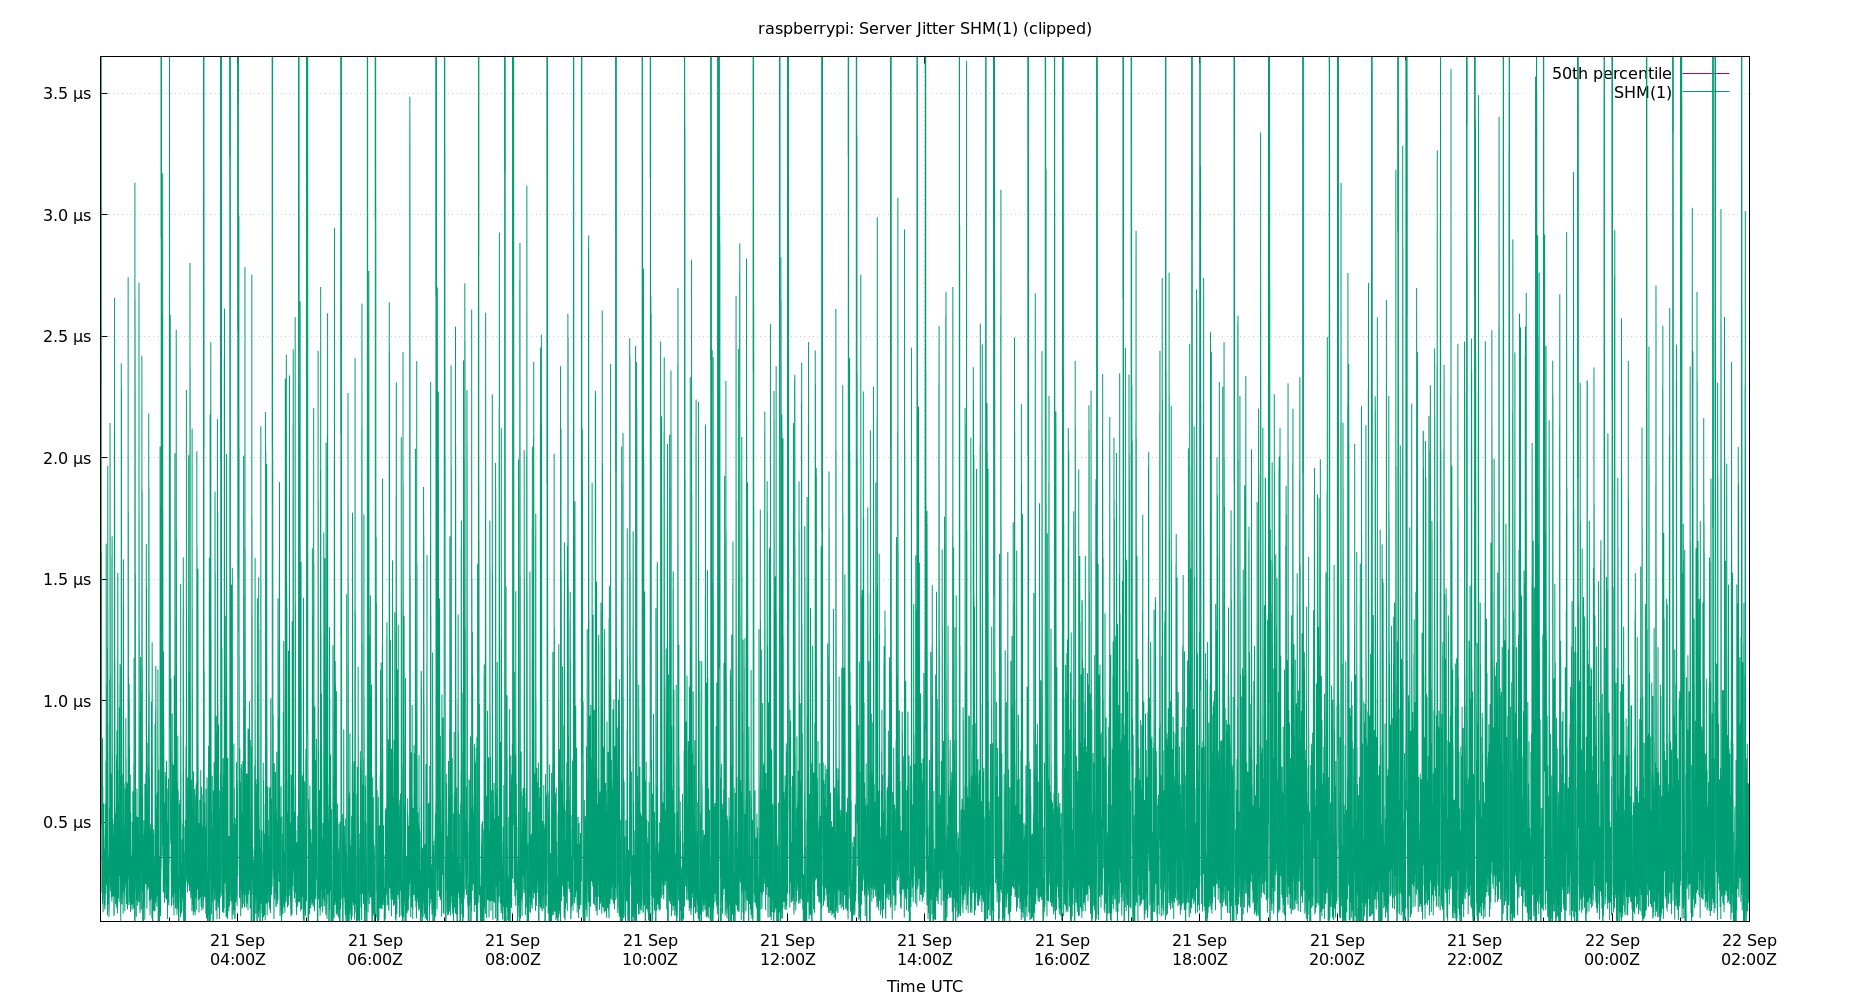 raspberrypi: Server Jitter SHM(1) (clipped)
50th percentile
SHM(1)
3.5 µs
3.0 µs
2.5 µs
2.0 µs
1.5 µs
1.0 µs
0.5 µs
21 Sep 21 Sep 21 Sep 21 Sep 21 Sep 21 Sep 21 Sep 21 Sep 21 Sep 21 Sep 22 Sep 22 Sep
04:00Z 06:00Z 08:00Z 10:00Z 12:00Z 14:00Z 16:00Z 18:00Z 20:00Z 22:00Z 00:00Z 02:00Z
Time UTC